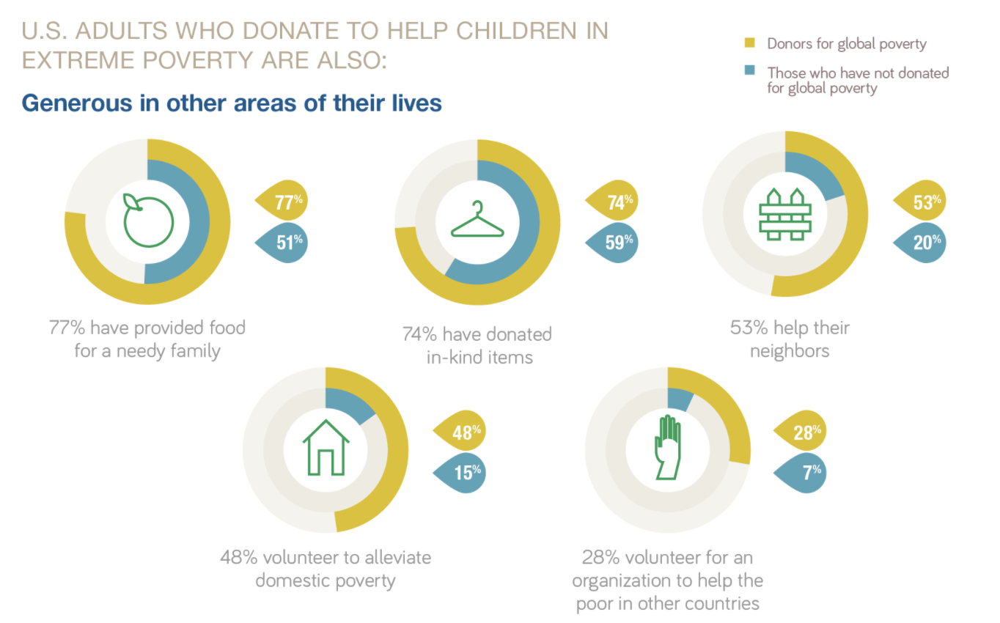 U.S. ADULTS WHO DONATE TO HELP CHILDREN IN
EXTREME POVERTY ARE ALSO:
Generous in other areas of their lives
Donors for global poverty
Those who have not donated
for global poverty
77%
51%
77% have provided food
for a needy family
74%
59%
74% have donated
in-kind items
53%
20%
53% help their
neighbors
48%
15%
48% volunteer to alleviate
domestic poverty
28%
7%
28% volunteer for an
organization to help the
poor in other countries